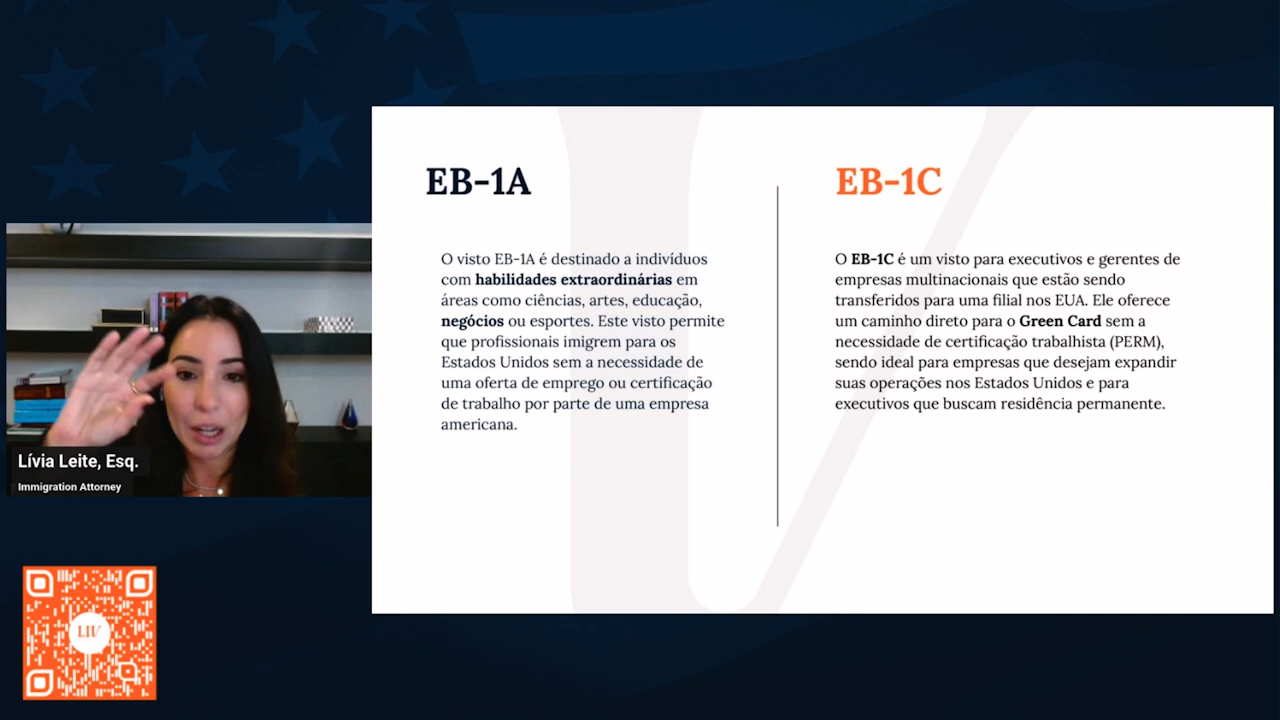 EB-1A
O visto EB-1A é destinado a indivíduos
com habilidades extraordinárias em
áreas como ciências, artes, educação,
negócios ou esportes. Este visto permite
que profissionais imigrem para os
Estados Unidos sem a necessidade de
uma oferta de emprego ou certificação
de trabalho por parte de uma empresa
americana.
EB-1C
O EB-1C é um visto para executivos e gerentes de
empresas multinacionais que estão sendo
transferidos para uma filial nos EUA. Ele oferece
um caminho direto para o Green Card sem a
necessidade de certificação trabalhista (PERM),
sendo ideal para empresas que desejam expandir
suas operações nos Estados Unidos e para
executivos que buscam residência permanente.
Lívia Leite, Esq.
Immigration Attorney
LIV